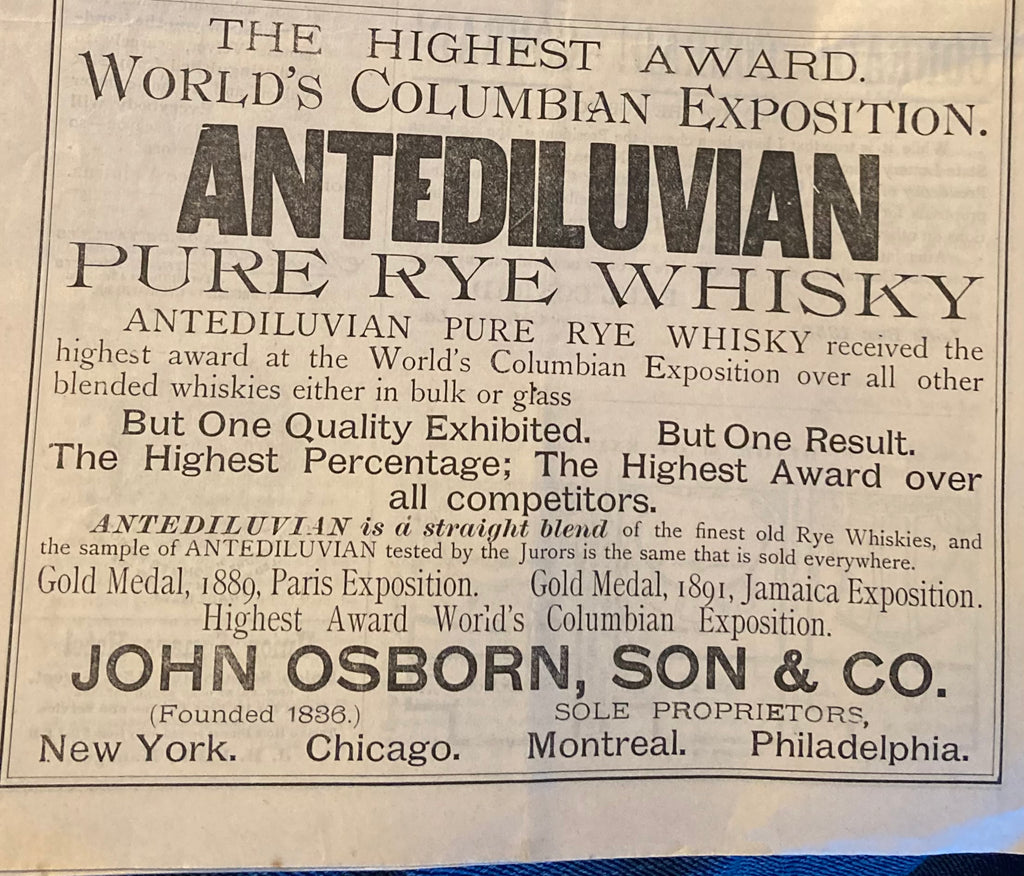 THE HIGHEST AWARD.
WORLD'S COLUMBIAN EXPOSITION.
ANTEDILUVIAN
PURE RYE WHISKY
ANTEDILUVIAN PURE RYE WHISKY received the
highest award at the World's Columbian Exposition over all other
blended whiskies either in bulk or glass
But One Quality Exhibited. But One Result.
The Highest Percentage; The Highest Award over
all competitors.
ANTEDILUVIAN is a straight blend of the finest old Rye Whiskies, and
the sample of ANTEDILUVIAN tested by the Jurors is the same that is sold everywhere.
Gold Medal, 1889, Paris Exposition. Gold Medal, 1891, Jamaica Exposition.
Highest Award World's Columbian Exposition.
JOHN OSBORN, SON & CO.
(Founded 1836.) SOLE PROPRIETORS,
New York. Chicago. Montreal. Philadelphia.